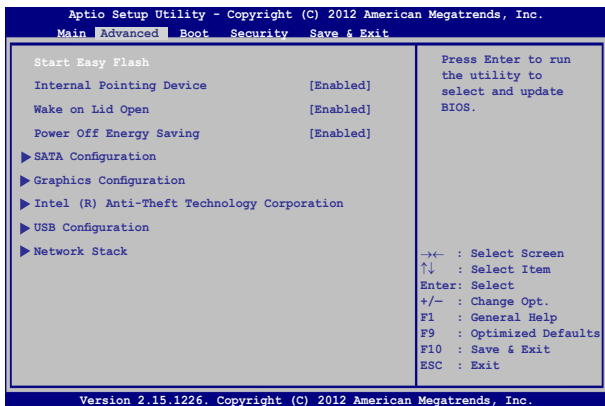 Aptio Setup Utility - Copyright (C) 2012 American Megatrends, Inc.
Main Advanced Boot Security Save & Exit
Start Easy Flash
Internal Pointing Device [Enabled]
Wake on Lid Open [Enabled]
Power Off Energy Saving [Enabled]
SATA Configuration
Graphics Configuration
Intel (R) Anti-Theft Technology Corporation
USB Configuration
Network Stack
Press Enter to run
the utility to
select and update
BIOS.
→← : Select Screen
↑↓ : Select Item
Enter: Select
+/— : Change Opt.
F1 : General Help
F9 : Optimized Defaults
F10 : Save & Exit
ESC : Exit
Version 2.15.1226. Copyright (C) 2012 American Megatrends, Inc.